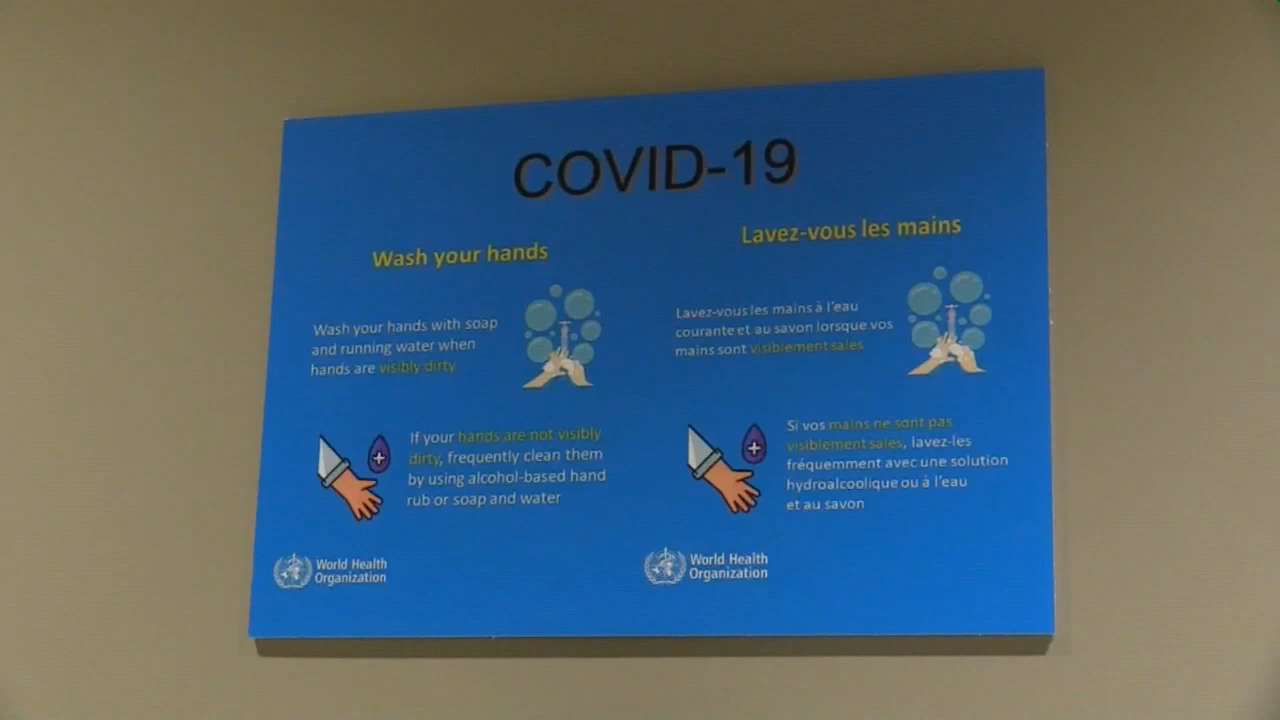 COVID-19
Wash your hands
Wash your hands with soap
and running water when
hands are visibly dirty
If your hands are not visibly
dirty, frequently clean them
by using alcohol-based hand
rub or soap and water
World Health
Organization
Lavez-vous les mains
Lavez-vous les mains à l'eau
courante et au savon lorsque vos
mains sont visiblement sales
Si vos mains ne sont pas
visiblement sales, lavez-les
fréquemment avec une solution
hydroalcoolique ou à l'eau
et au savon
World Health
Organization